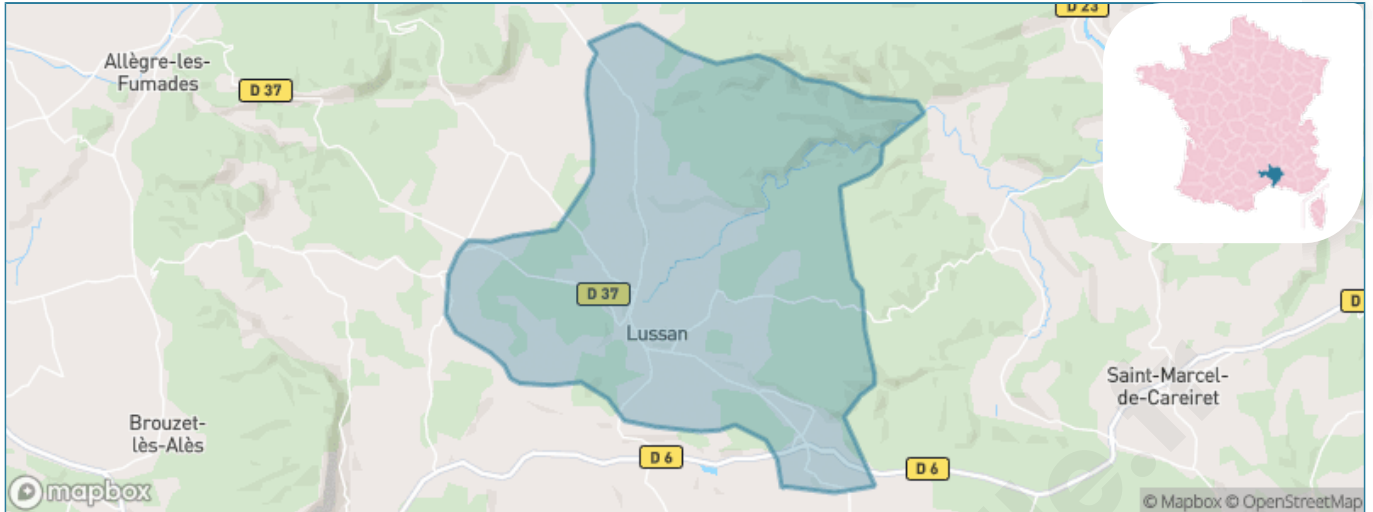 D 23
Allègre-les-
Fumades
D 37
D 37
D
Lussan
Saint-Marcel-
de-Careiret
Brouzet-
lès-Alès
D 6
D 6
mapbox
© Mapbox © OpenStreetMap